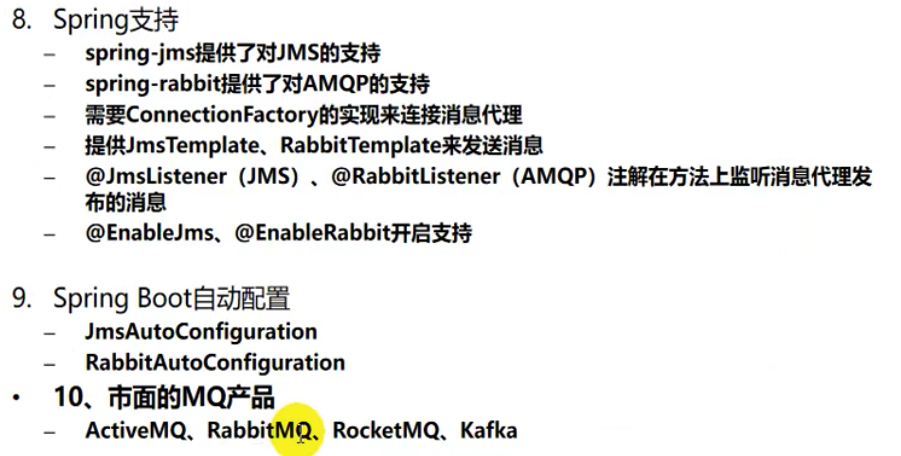 8. Spring支持
– spring-jms提供了对JMS的支持
– spring-rabbit提供了对AMQP的支持
– 需要ConnectionFactory的实现来连接消息代理
– 提供JmsTemplate、RabbitTemplate来发送消息
– @JmsListener（JMS）、@RabbitListener（AMQP）注解在方法上监听消息代理发
布的消息
– @EnableJms、@EnableRabbit开启支持
9. Spring Boot自动配置
– JmsAutoConfiguration
– RabbitAutoConfiguration
• 10、市面的MQ产品
– ActiveMQ、RabbitMQ、RocketMQ、Kafka